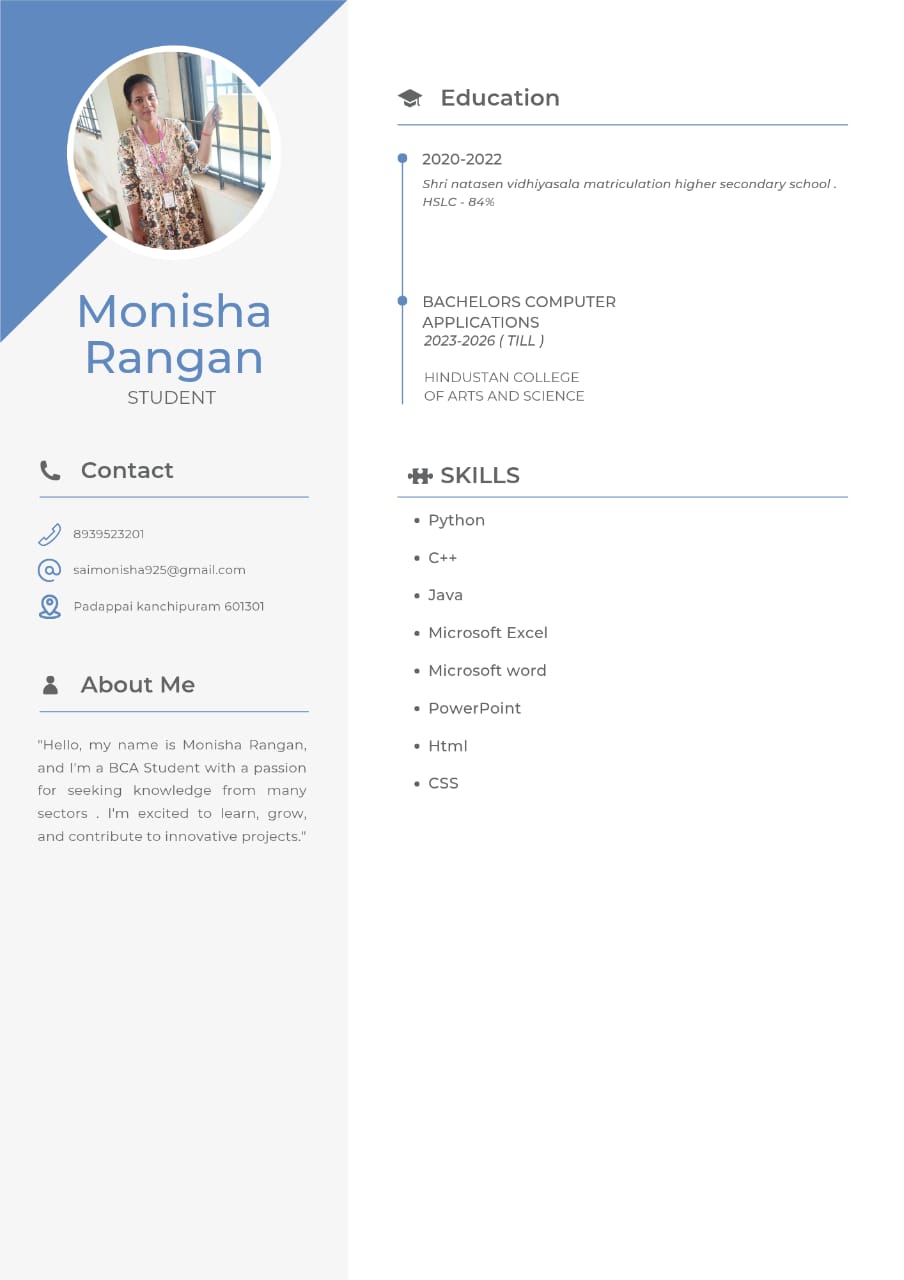 Monisha
Rangan
STUDENT
Contact
8939523201
saimonisha925@gmail.com
Padappai kanchipuram 601301
About Me
"Hello, my name is Monisha Rangan,
and I'm a BCA Student with a passion
for seeking knowledge from many
sectors . I'm excited to learn, grow,
and contribute to innovative projects."
Education
2020-2022
Shri natasen vidhiyasala matriculation higher secondary school .
HSLC - 84%
BACHELORS COMPUTER
APPLICATIONS
2023-2026 ( TILL )
HINDUSTAN COLLEGE
OF ARTS AND SCIENCE
SKILLS
• Python
• C++
• Java
• Microsoft Excel
• Microsoft word
• PowerPoint
• Html
• CSS